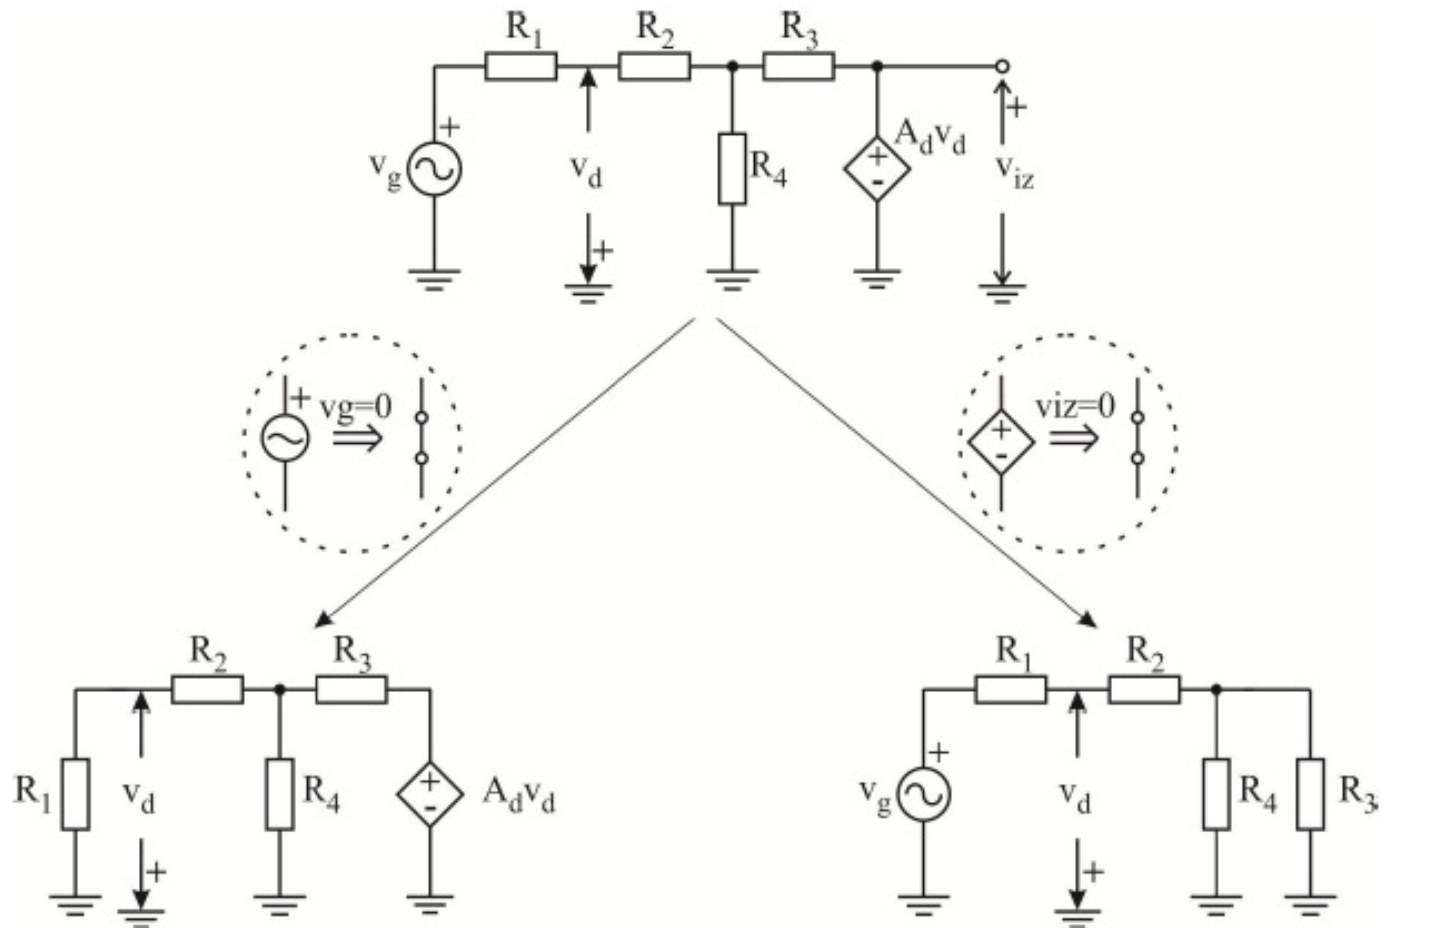 R1 R2 R3
+ Advd +
vg vd R4 + - viz
+
+ vg=0 viz=0
+ -
R2 R3 R1 R2
+
R1 vd R4 + - Advd vg vd R4 R3
+ +